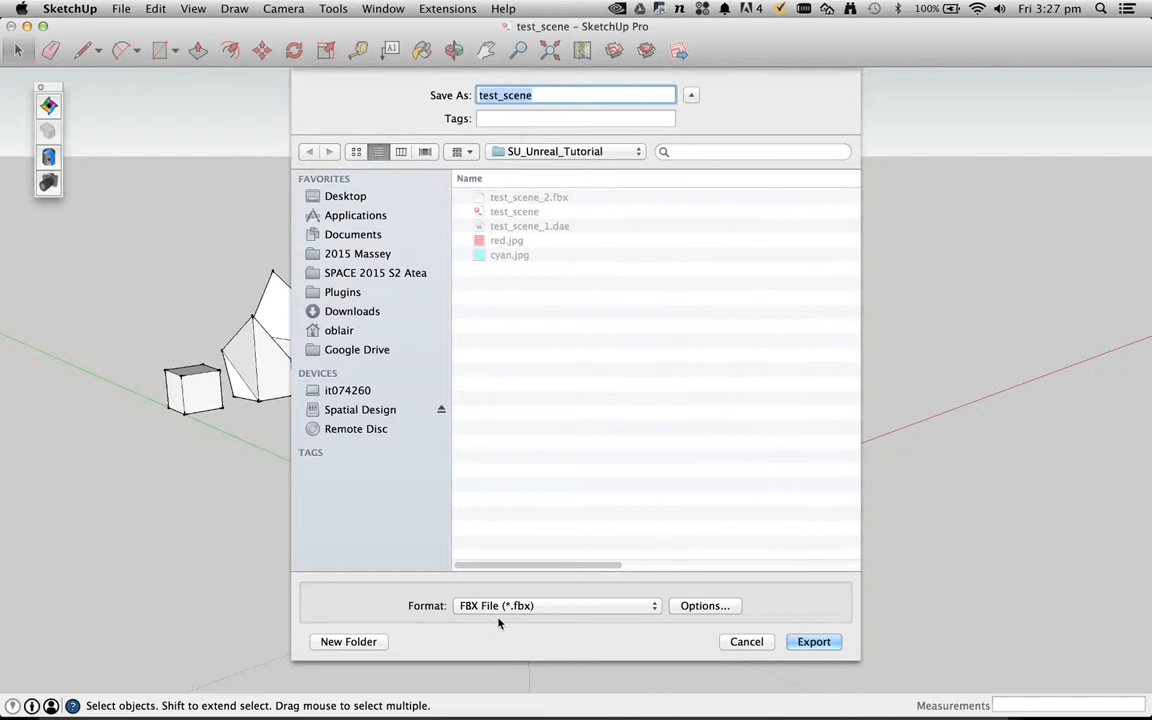 SketchUp File Edit View Draw Camera Tools Window Extensions Help 4 100% Fri 3:27 pm
test_scene - SketchUp Pro
Save As: test_scene
Tags:
SU_Unreal_Tutorial
FAVORITES
Desktop
Applications
Documents
2015 Massey
SPACE 2015 S2 Atea
Plugins
Downloads
oblair
Google Drive
DEVICES
it074260
Spatial Design
Remote Disc
TAGS
Name
test_scene_2.fbx
test_scene
test_scene_1.dae
red.jpg
cyan.jpg
Format: FBX File (*.fbx) Options...
New Folder Cancel Export
Select objects. Shift to extend select. Drag mouse to select multiple. Measurements